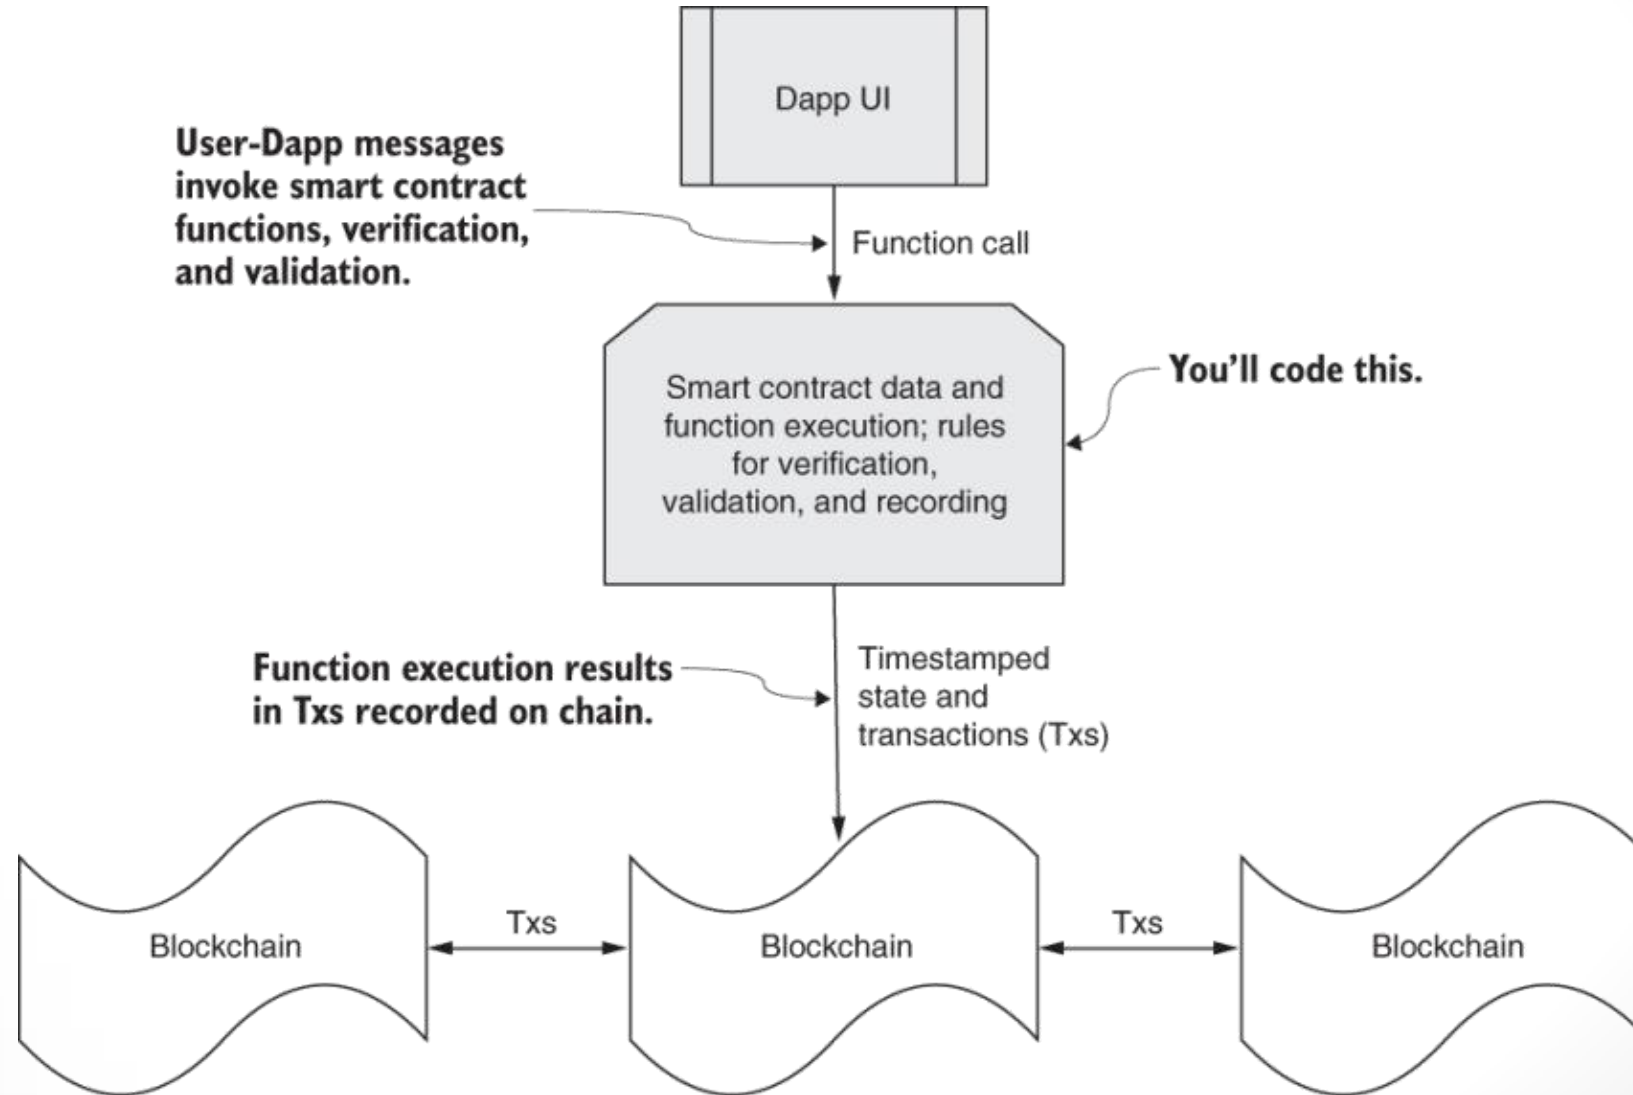 Dapp UI
User-Dapp messages
invoke smart contract
functions, verification,
and validation.
Function call
Smart contract data and
function execution; rules
for verification,
validation, and recording
You’ll code this.
Function execution results
in Txs recorded on chain.
Timestamped
state and
transactions (Txs)
Blockchain
Txs
Blockchain
Txs
Blockchain